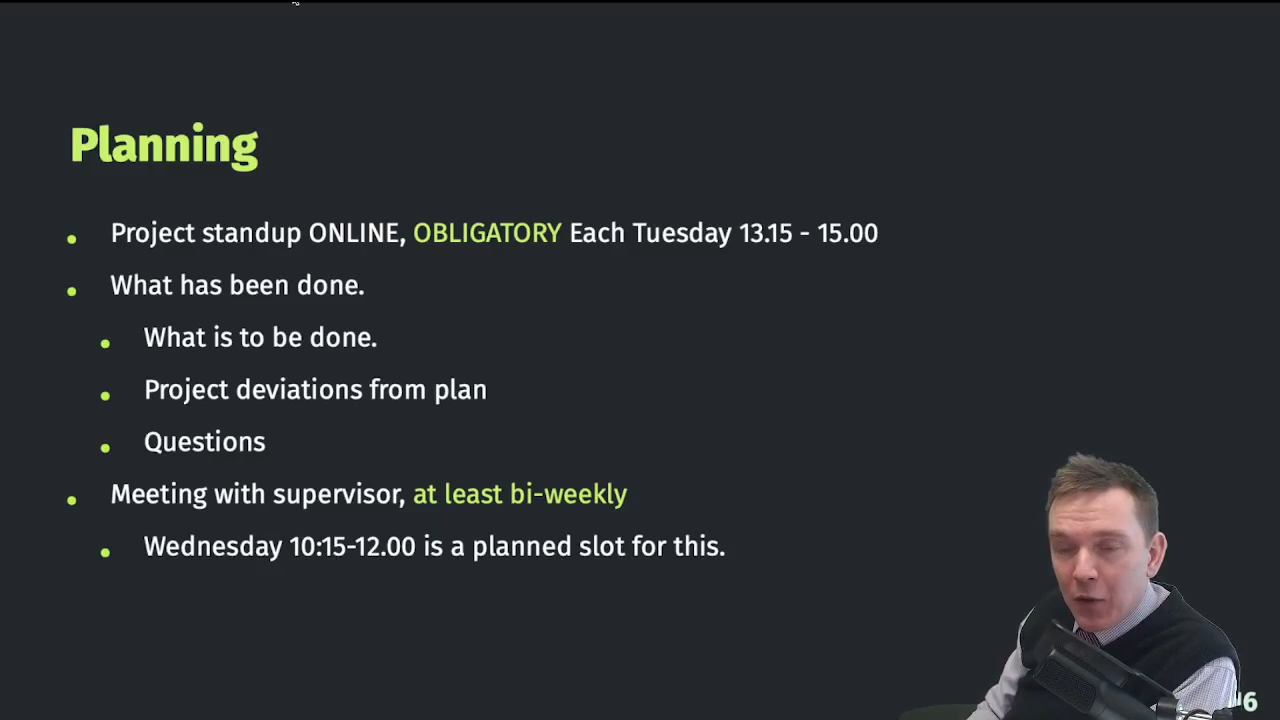 Planning
Project standup ONLINE, OBLIGATORY Each Tuesday 13.15 - 15.00
What has been done.
What is to be done.
Project deviations from plan
Questions
Meeting with supervisor, at least bi-weekly
Wednesday 10:15-12.00 is a planned slot for this.
6